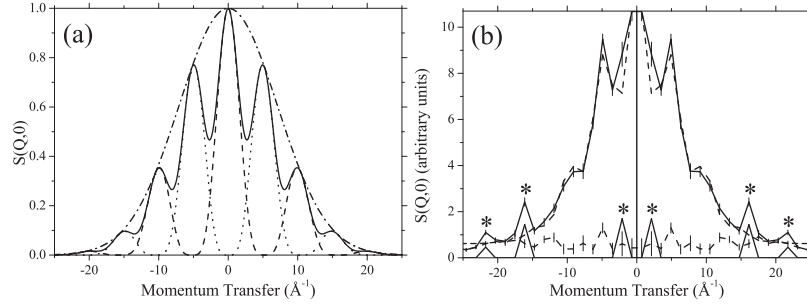 (a)
S(Q,0)
1.0
0.8
0.6
0.4
0.2
0.0
-20 -10 0 10 20
Momentum Transfer (Å⁻¹)
(b)
S(Q,0) (arbitrary units)
10
8
6
4
2
0
* * * * * *
-20 -10 0 10 20
Momentum Transfer (Å⁻¹)